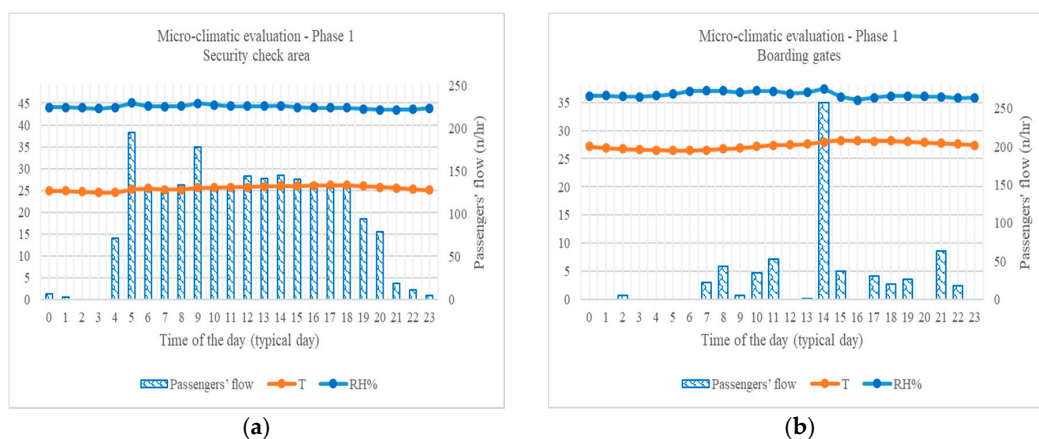 Micro-climatic evaluation - Phase 1
Security check area
45
40
35
30
25
20
15
10
5
0
250
200
150
100
50
0
Passengers' flow (n/hr)
0 1 2 3 4 5 6 7 8 9 10 11 12 13 14 15 16 17 18 19 20 21 22 23
Time of the day (typical day)
Passengers' flow T RH%
(a)
Micro-climatic evaluation - Phase 1
Boarding gates
35
30
25
20
15
10
5
0
250
200
150
100
50
0
Passengers' flow (n/hr)
0 1 2 3 4 5 6 7 8 9 10 11 12 13 14 15 16 17 18 19 20 21 22 23
Time of the day (typical day)
Passengers' flow T RH%
(b)